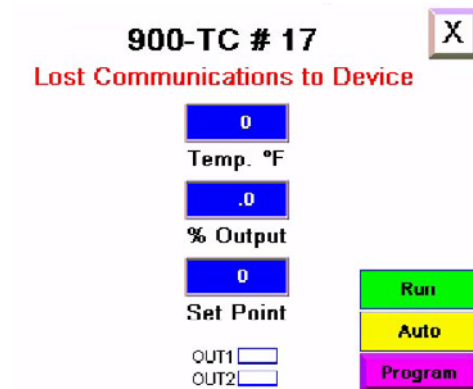 900-TC # 17
X
Lost Communications to Device
0
Temp. °F
.0
% Output
0
Set Point
Run
Auto
OUT1
OUT2
Program